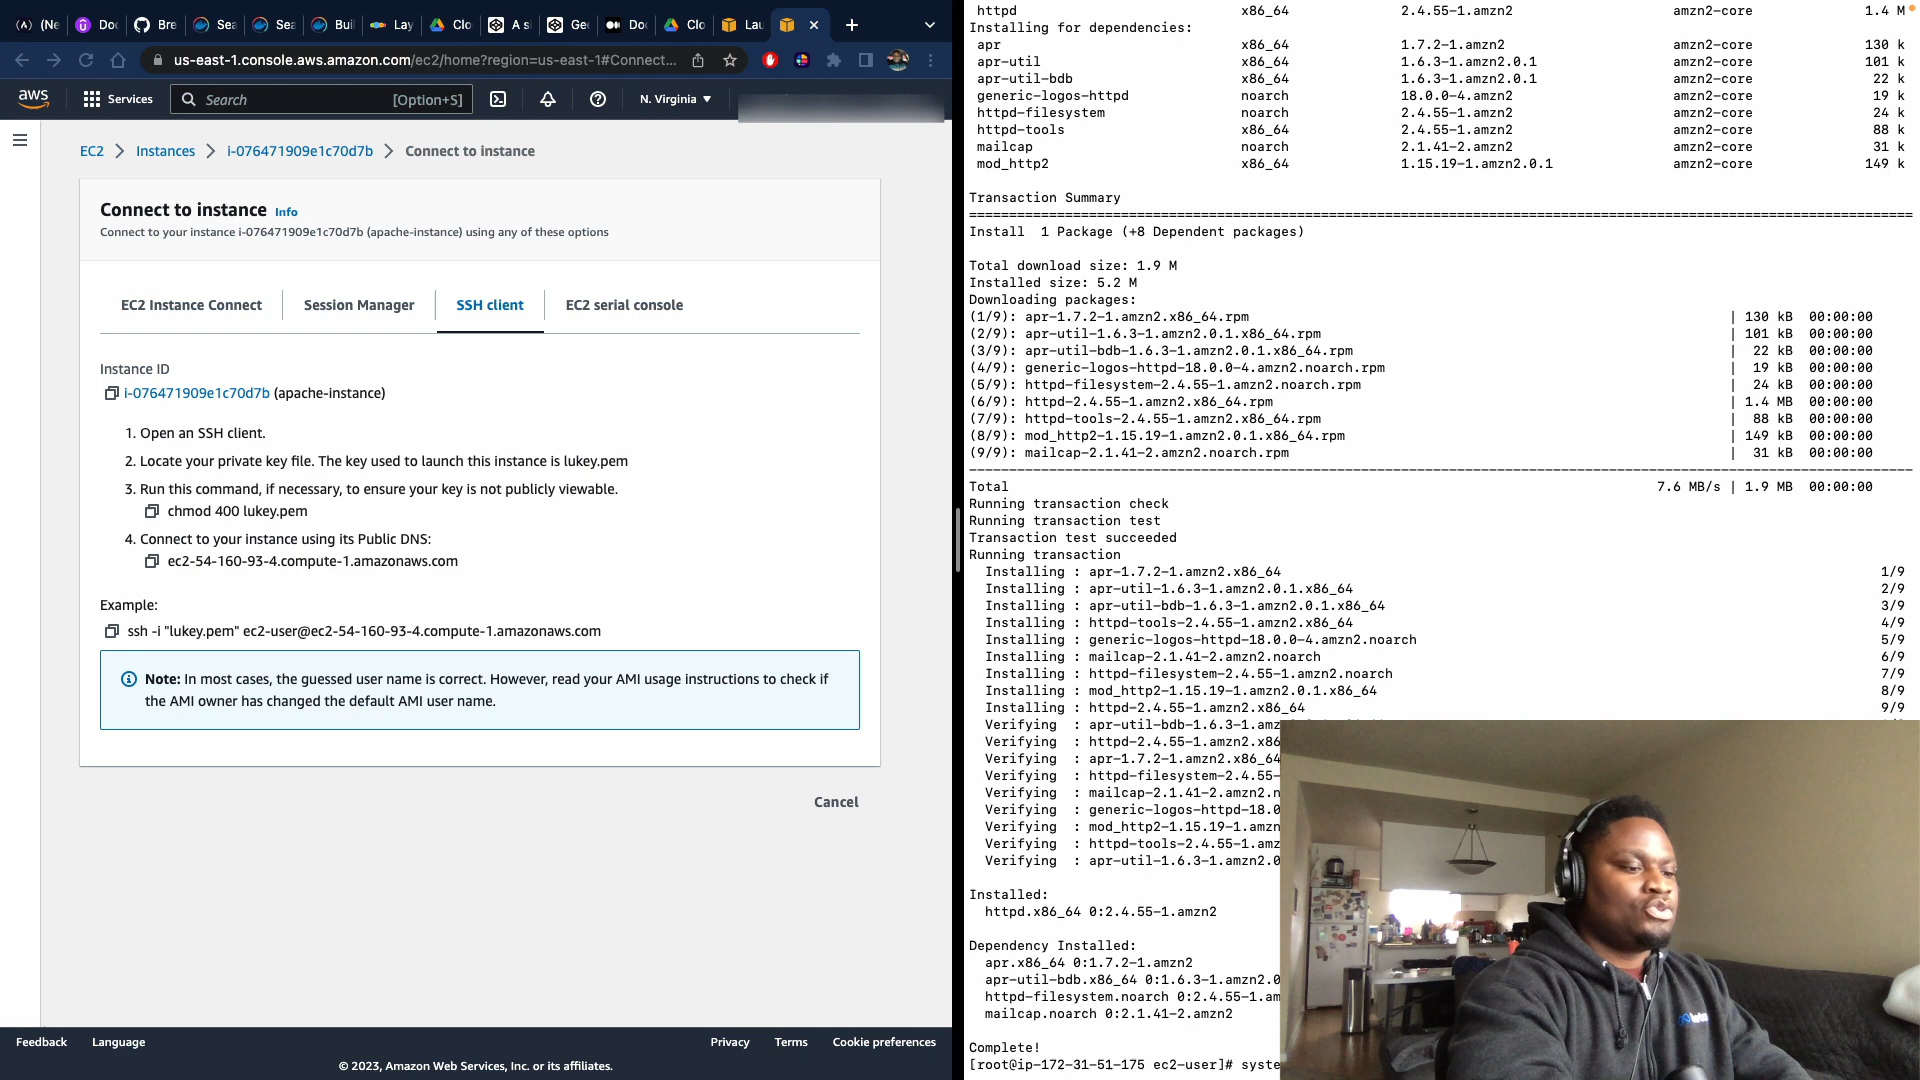 (Ne
Doc
Bre
Sea
Sea
Buil
Lay
Clo
A si
Geo
Do
Clo
Lau
us-east-1.console.aws.amazon.com/ec2/home?region=us-east-1#Connect...
aws
Services
Search
[Option+S]
N. Virginia
EC2 > Instances > i-076471909e1c70d7b > Connect to instance
Connect to instance Info
Connect to your instance i-076471909e1c70d7b (apache-instance) using any of these options
EC2 Instance Connect
Session Manager
SSH client
EC2 serial console
Instance ID
i-076471909e1c70d7b (apache-instance)
1. Open an SSH client.
2. Locate your private key file. The key used to launch this instance is lukey.pem
3. Run this command, if necessary, to ensure your key is not publicly viewable.
chmod 400 lukey.pem
4. Connect to your instance using its Public DNS:
ec2-54-160-93-4.compute-1.amazonaws.com
Example:
ssh -i "lukey.pem" ec2-user@ec2-54-160-93-4.compute-1.amazonaws.com
Note: In most cases, the guessed user name is correct. However, read your AMI usage instructions to check if
the AMI owner has changed the default AMI user name.
Cancel
Feedback
Language
Privacy
Terms
Cookie preferences
© 2023, Amazon Web Services, Inc. or its affiliates.
httpd x86_64 2.4.55-1.amzn2 amzn2-core 1.4 M
Installing for dependencies:
apr x86_64 1.7.2-1.amzn2 amzn2-core 130 k
apr-util x86_64 1.6.3-1.amzn2.0.1 amzn2-core 101 k
apr-util-bdb x86_64 1.6.3-1.amzn2.0.1 amzn2-core 22 k
generic-logos-httpd noarch 18.0.0-4.amzn2 amzn2-core 19 k
httpd-filesystem noarch 2.4.55-1.amzn2 amzn2-core 24 k
httpd-tools x86_64 2.4.55-1.amzn2 amzn2-core 88 k
mailcap noarch 2.1.41-2.amzn2 amzn2-core 31 k
mod_http2 x86_64 1.15.19-1.amzn2.0.1 amzn2-core 149 k
Transaction Summary
Install 1 Package (+8 Dependent packages)
Total download size: 1.9 M
Installed size: 5.2 M
Downloading packages:
(1/9): apr-1.7.2-1.amzn2.x86_64.rpm | 130 kB 00:00:00
(2/9): apr-util-1.6.3-1.amzn2.0.1.x86_64.rpm | 101 kB 00:00:00
(3/9): apr-util-bdb-1.6.3-1.amzn2.0.1.x86_64.rpm | 22 kB 00:00:00
(4/9): generic-logos-httpd-18.0.0-4.amzn2.noarch.rpm | 19 kB 00:00:00
(5/9): httpd-filesystem-2.4.55-1.amzn2.noarch.rpm | 24 kB 00:00:00
(6/9): httpd-2.4.55-1.amzn2.x86_64.rpm | 1.4 MB 00:00:00
(7/9): httpd-tools-2.4.55-1.amzn2.x86_64.rpm | 88 kB 00:00:00
(8/9): mod_http2-1.15.19-1.amzn2.0.1.x86_64.rpm | 149 kB 00:00:00
(9/9): mailcap-2.1.41-2.amzn2.noarch.rpm | 31 kB 00:00:00
Total 7.6 MB/s | 1.9 MB 00:00:00
Running transaction check
Running transaction test
Transaction test succeeded
Running transaction
Installing : apr-1.7.2-1.amzn2.x86_64 1/9
Installing : apr-util-1.6.3-1.amzn2.0.1.x86_64 2/9
Installing : apr-util-bdb-1.6.3-1.amzn2.0.1.x86_64 3/9
Installing : httpd-tools-2.4.55-1.amzn2.x86_64 4/9
Installing : generic-logos-httpd-18.0.0-4.amzn2.noarch 5/9
Installing : mailcap-2.1.41-2.amzn2.noarch 6/9
Installing : httpd-filesystem-2.4.55-1.amzn2.noarch 7/9
Installing : mod_http2-1.15.19-1.amzn2.0.1.x86_64 8/9
Installing : httpd-2.4.55-1.amzn2.x86_64 9/9
Verifying : apr-util-bdb-1.6.3-1.amz
Verifying : httpd-2.4.55-1.amzn2.x86
Verifying : apr-1.7.2-1.amzn2.x86_64
Verifying : httpd-filesystem-2.4.55-
Verifying : mailcap-2.1.41-2.amzn2.n
Verifying : generic-logos-httpd-18.0
Verifying : mod_http2-1.15.19-1.amzn
Verifying : httpd-tools-2.4.55-1.amz
Verifying : apr-util-1.6.3-1.amzn2.0
Installed:
httpd.x86_64 0:2.4.55-1.amzn2
Dependency Installed:
apr.x86_64 0:1.7.2-1.amzn2
apr-util-bdb.x86_64 0:1.6.3-1.amzn2.0
httpd-filesystem.noarch 0:2.4.55-1.am
mailcap.noarch 0:2.1.41-2.amzn2
Complete!
[root@ip-172-31-51-175 ec2-user]# syste